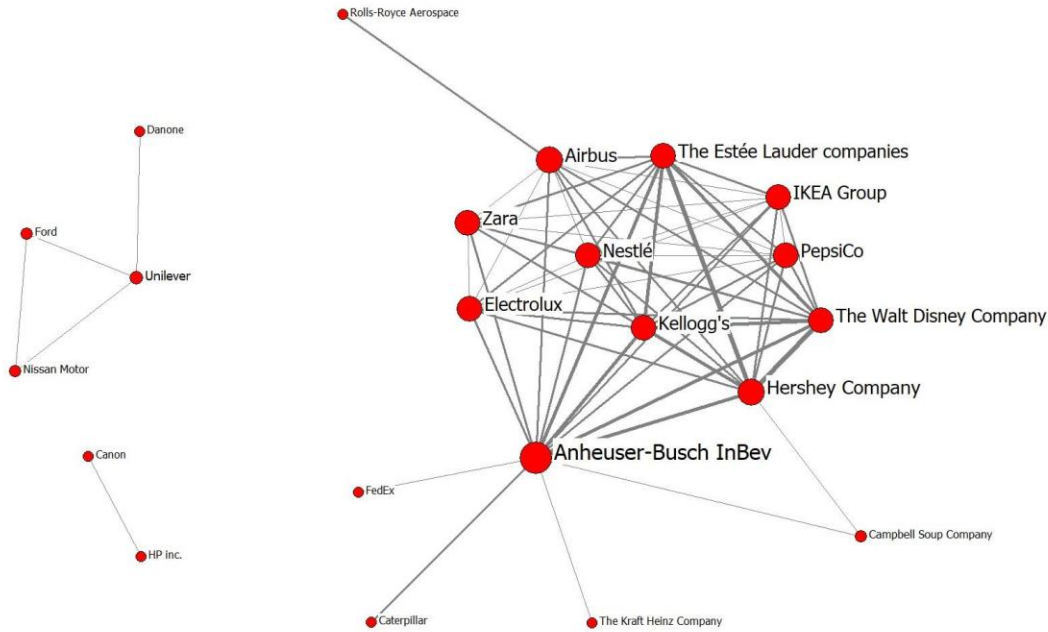 Rolls-Royce Aerospace
Danone
Airbus
The Estée Lauder companies
IKEA Group
Zara
Ford
Nestlé
PepsiCo
Unilever
Electrolux
Kellogg's
The Walt Disney Company
Nissan Motor
Hershey Company
Anheuser-Busch InBev
Canon
FedEx
Campbell Soup Company
HP inc.
Caterpillar
The Kraft Heinz Company